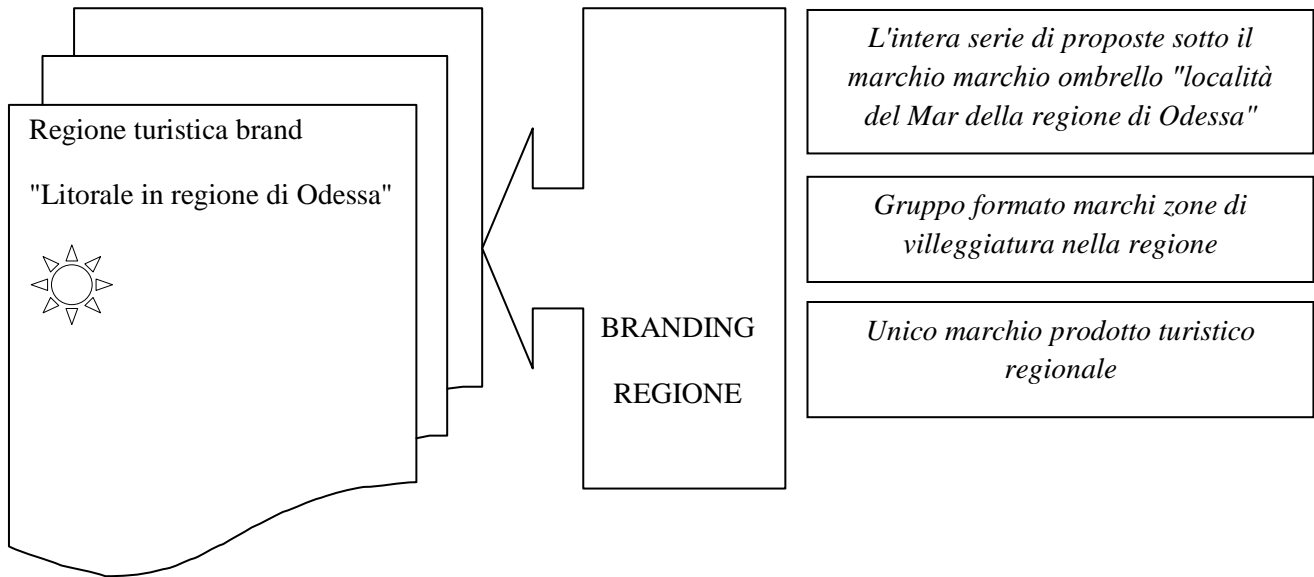 Regione turistica brand
"Litorale in regione di Odessa"
BRANDING
REGIONE
L'intera serie di proposte sotto il
marchio marchio ombrello "località
del Mar della regione di Odessa"
Gruppo formato marchi zone di
villeggiatura nella regione
Unico marchio prodotto turistico
regionale